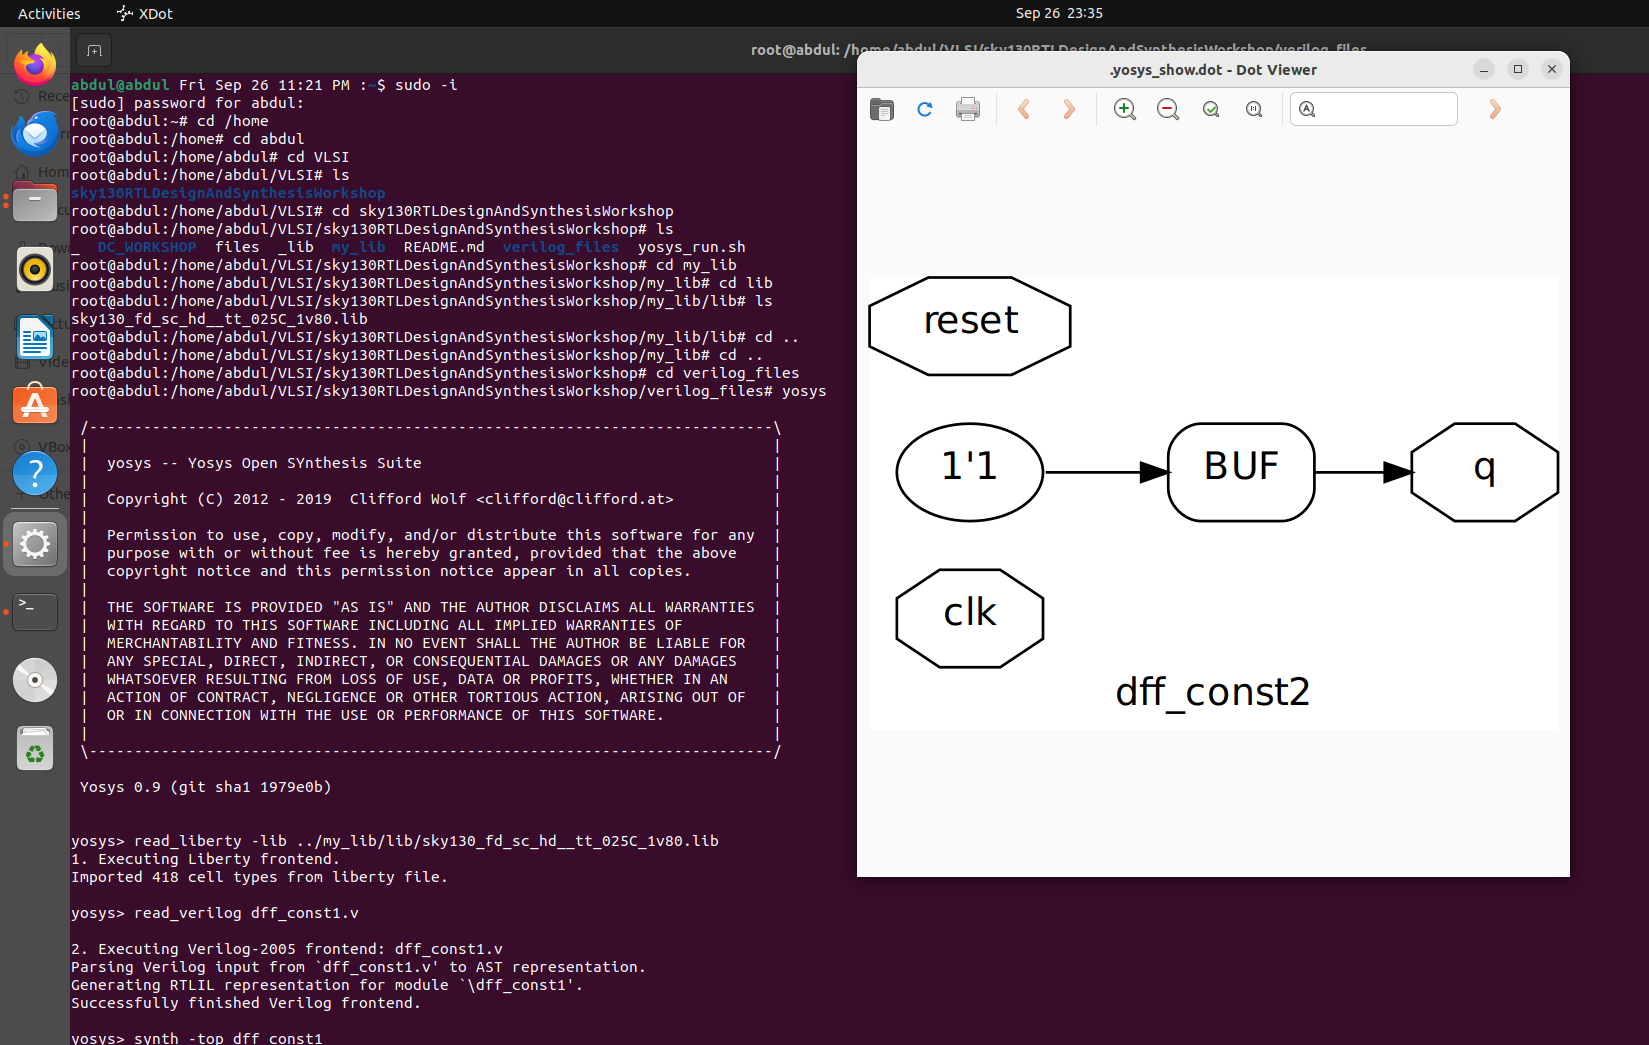 Activities
XDot
Sep 26 23:35
root@abdul: /home/abdul/VLSI/sky130RTLDesignAndSynthesisWorkshop/verilog_files
abdul@abdul Fri Sep 26 11:21 PM :~$ sudo -i
[sudo] password for abdul:
root@abdul:~# cd /home
root@abdul:/home# cd abdul
root@abdul:/home/abdul# cd VLSI
root@abdul:/home/abdul/VLSI# ls
sky130RTLDesignAndSynthesisWorkshop
root@abdul:/home/abdul/VLSI# cd sky130RTLDesignAndSynthesisWorkshop
root@abdul:/home/abdul/VLSI/sky130RTLDesignAndSynthesisWorkshop# ls
_  DC_WORKSHOP  files  _lib  my_lib  README.md  verilog_files  yosys_run.sh
root@abdul:/home/abdul/VLSI/sky130RTLDesignAndSynthesisWorkshop# cd my_lib
root@abdul:/home/abdul/VLSI/sky130RTLDesignAndSynthesisWorkshop/my_lib# cd lib
root@abdul:/home/abdul/VLSI/sky130RTLDesignAndSynthesisWorkshop/my_lib/lib# ls
sky130_fd_sc_hd__tt_025C_1v80.lib
root@abdul:/home/abdul/VLSI/sky130RTLDesignAndSynthesisWorkshop/my_lib/lib# cd ..
root@abdul:/home/abdul/VLSI/sky130RTLDesignAndSynthesisWorkshop/my_lib# cd ..
root@abdul:/home/abdul/VLSI/sky130RTLDesignAndSynthesisWorkshop# cd verilog_files
root@abdul:/home/abdul/VLSI/sky130RTLDesignAndSynthesisWorkshop/verilog_files# yosys
/----------------------------------------------------------------------------\
|                                                                            |
|  yosys -- Yosys Open SYnthesis Suite                                       |
|                                                                            |
|  Copyright (C) 2012 - 2019  Clifford Wolf <clifford@clifford.at>           |
|                                                                            |
|  Permission to use, copy, modify, and/or distribute this software for any  |
|  purpose with or without fee is hereby granted, provided that the above    |
|  copyright notice and this permission notice appear in all copies.         |
|                                                                            |
|  THE SOFTWARE IS PROVIDED "AS IS" AND THE AUTHOR DISCLAIMS ALL WARRANTIES  |
|  WITH REGARD TO THIS SOFTWARE INCLUDING ALL IMPLIED WARRANTIES OF          |
|  MERCHANTABILITY AND FITNESS. IN NO EVENT SHALL THE AUTHOR BE LIABLE FOR   |
|  ANY SPECIAL, DIRECT, INDIRECT, OR CONSEQUENTIAL DAMAGES OR ANY DAMAGES    |
|  WHATSOEVER RESULTING FROM LOSS OF USE, DATA OR PROFITS, WHETHER IN AN     |
|  ACTION OF CONTRACT, NEGLIGENCE OR OTHER TORTIOUS ACTION, ARISING OUT OF   |
|  OR IN CONNECTION WITH THE USE OR PERFORMANCE OF THIS SOFTWARE.            |
|                                                                            |
\----------------------------------------------------------------------------/
Yosys 0.9 (git sha1 1979e0b)
yosys> read_liberty -lib ../my_lib/lib/sky130_fd_sc_hd__tt_025C_1v80.lib
1. Executing Liberty frontend.
Imported 418 cell types from liberty file.
yosys> read_verilog dff_const1.v
2. Executing Verilog-2005 frontend: dff_const1.v
Parsing Verilog input from `dff_const1.v' to AST representation.
Generating RTLIL representation for module `\dff_const1'.
Successfully finished Verilog frontend.
yosys> synth -top dff_const1
.yosys_show.dot - Dot Viewer
reset
1'1
BUF
q
clk
dff_const2